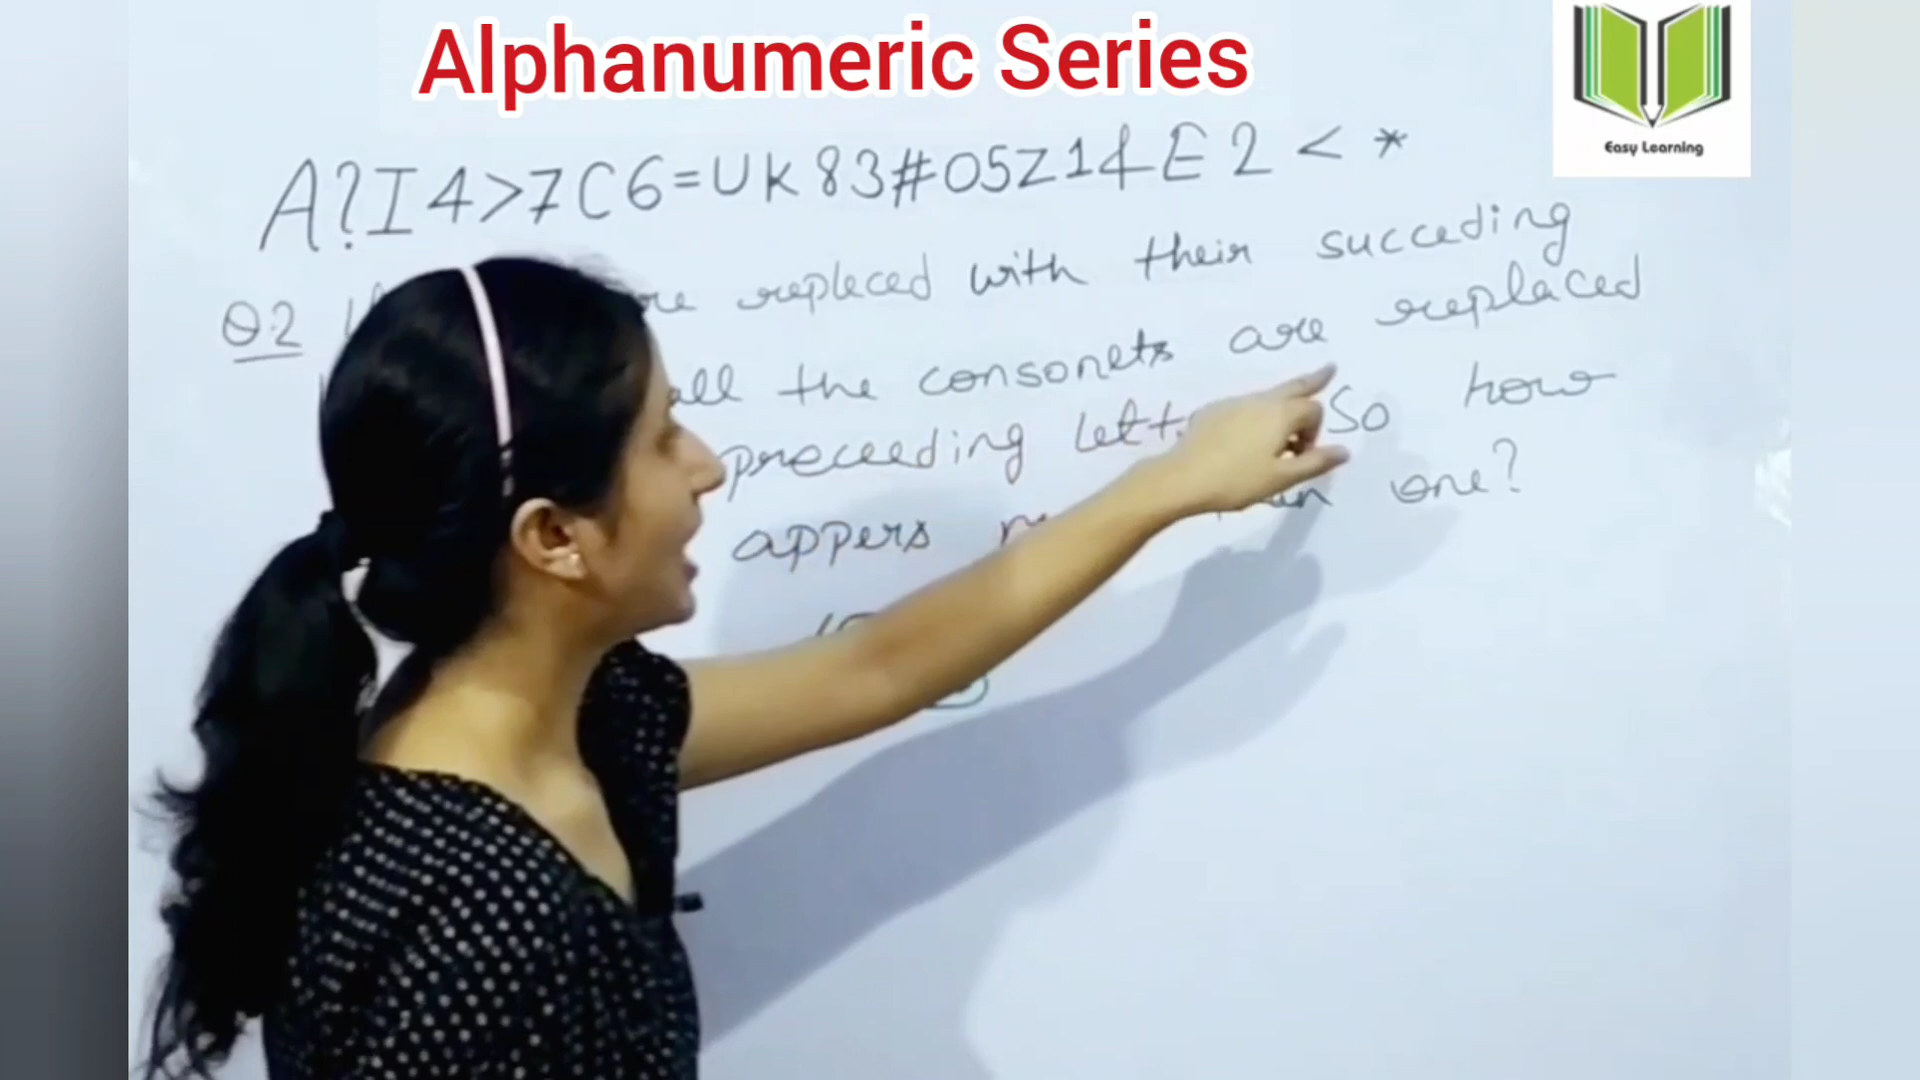 Alphanumeric Series
Easy Learning
A?I4>7C6=UK83#05Z14E2<*
Q.2 repleced with their succeding
all the consonets are replaced
preceeding So how
appers one?